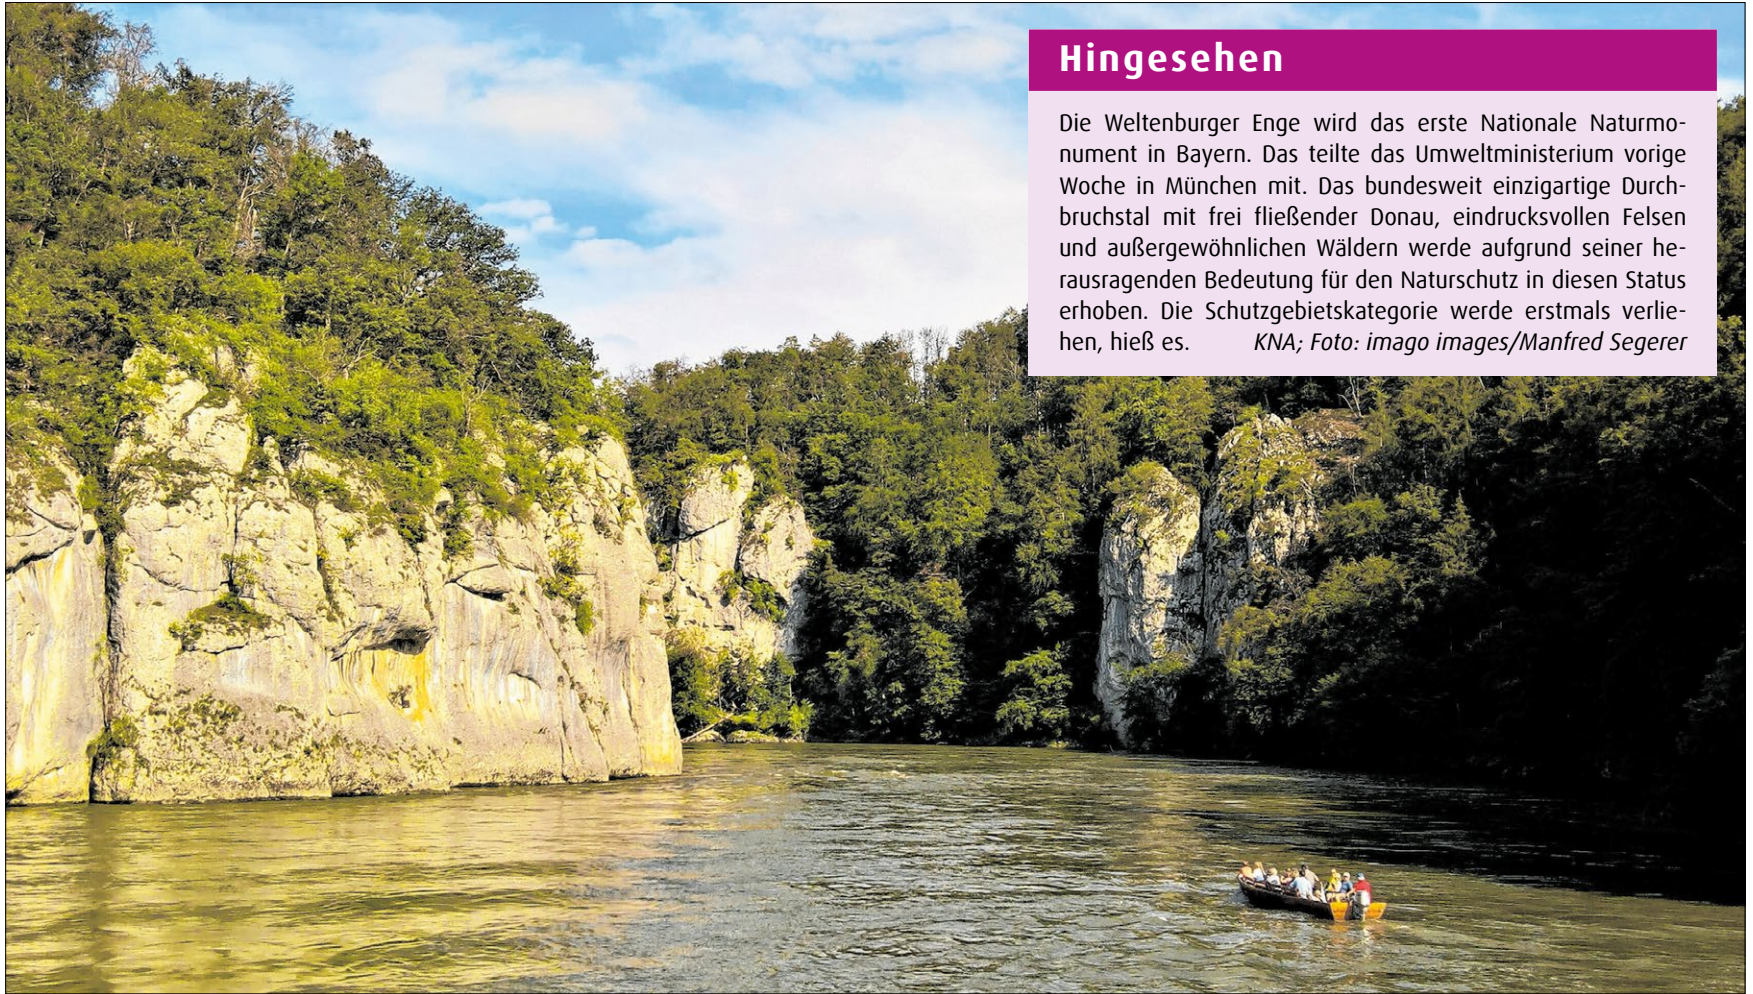 Hingesehen
Die Weltenburger Enge wird das erste Nationale Naturmo-
nument in Bayern. Das teilte das Umweltministerium vorige
Woche in München mit. Das bundesweit einzigartige Durch-
bruchstal mit frei fließender Donau, eindrucksvollen Felsen
und außergewöhnlichen Wäldern werde aufgrund seiner he-
rausragenden Bedeutung für den Naturschutz in diesen Status
erhoben. Die Schutzgebietskategorie werde erstmals verlie-
hen, hieß es. KNA; Foto: imago images/Manfred Segerer